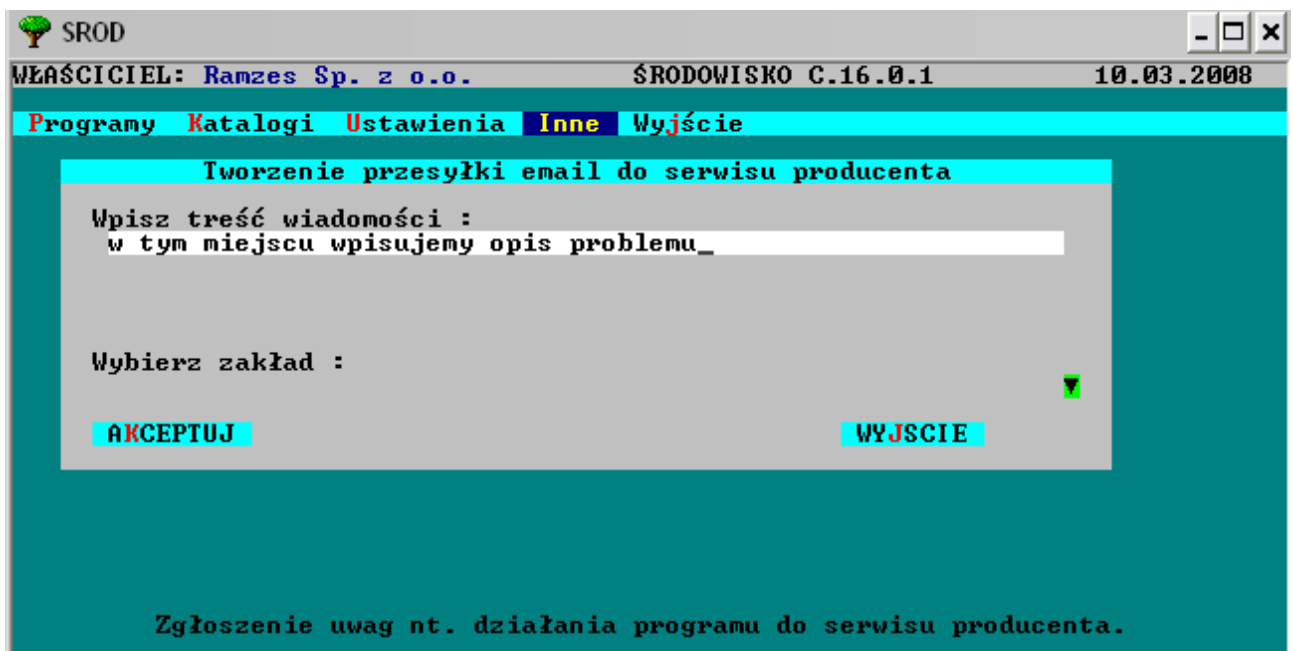 SROD
WŁAŚCICIEL: Ramzes Sp. z o.o. ŚRODOWISKO C.16.0.1 10.03.2008
Programy Katalogi Ustawienia Inne Wyjście
Tworzenie przesyłki email do serwisu producenta
Wpisz treść wiadomości :
w tym miejscu wpisujemy opis problemu_
Wybierz zakład :
AKCEPTUJ WYJSCIE
Zgłoszenie uwag nt. działania programu do serwisu producenta.